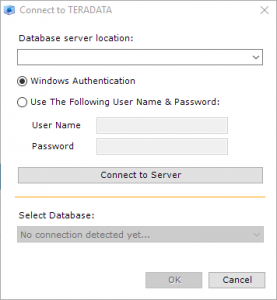 Connect to TERADATA
Database server location:
Windows Authentication
Use The Following User Name & Password:
User Name
Password
Connect to Server
Select Database:
No connection detected yet...
OK
Cancel